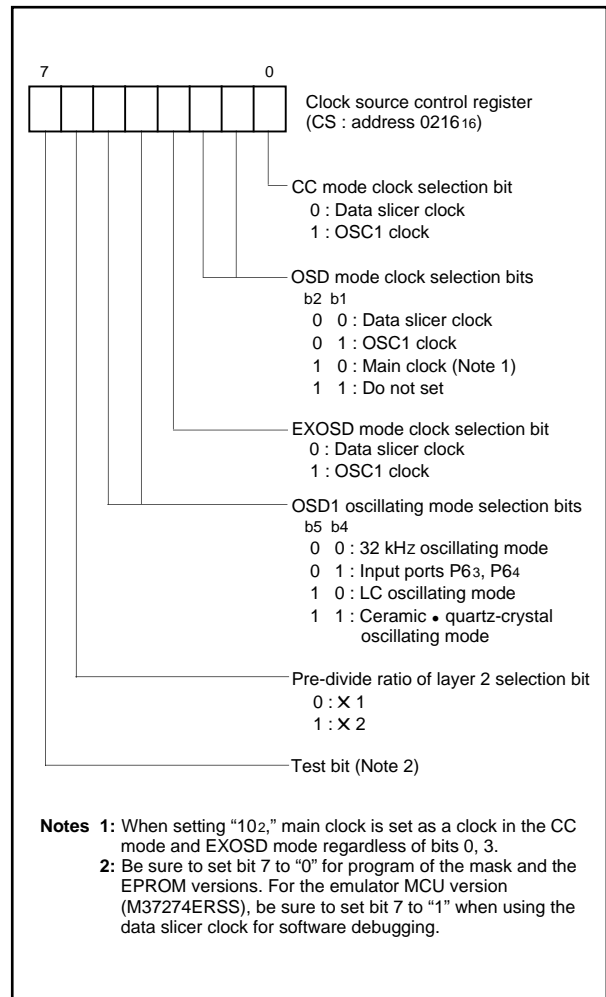 7 0
Clock source control register
(CS : address 021616)
CC mode clock selection bit
0 : Data slicer clock
1 : OSC1 clock
OSD mode clock selection bits
b2 b1
0 0 : Data slicer clock
0 1 : OSC1 clock
1 0 : Main clock (Note 1)
1 1 : Do not set
EXOSD mode clock selection bit
0 : Data slicer clock
1 : OSC1 clock
OSD1 oscillating mode selection bits
b5 b4
0 0 : 32 kHz oscillating mode
0 1 : Input ports P63, P64
1 0 : LC oscillating mode
1 1 : Ceramic • quartz-crystal
oscillating mode
Pre-divide ratio of layer 2 selection bit
0 : ✕ 1
1 : ✕ 2
Test bit (Note 2)
Notes 1: When setting “102,” main clock is set as a clock in the CC
mode and EXOSD mode regardless of bits 0, 3.
2: Be sure to set bit 7 to “0” for program of the mask and the
EPROM versions. For the emulator MCU version
(M37274ERSS), be sure to set bit 7 to “1” when using the
data slicer clock for software debugging.